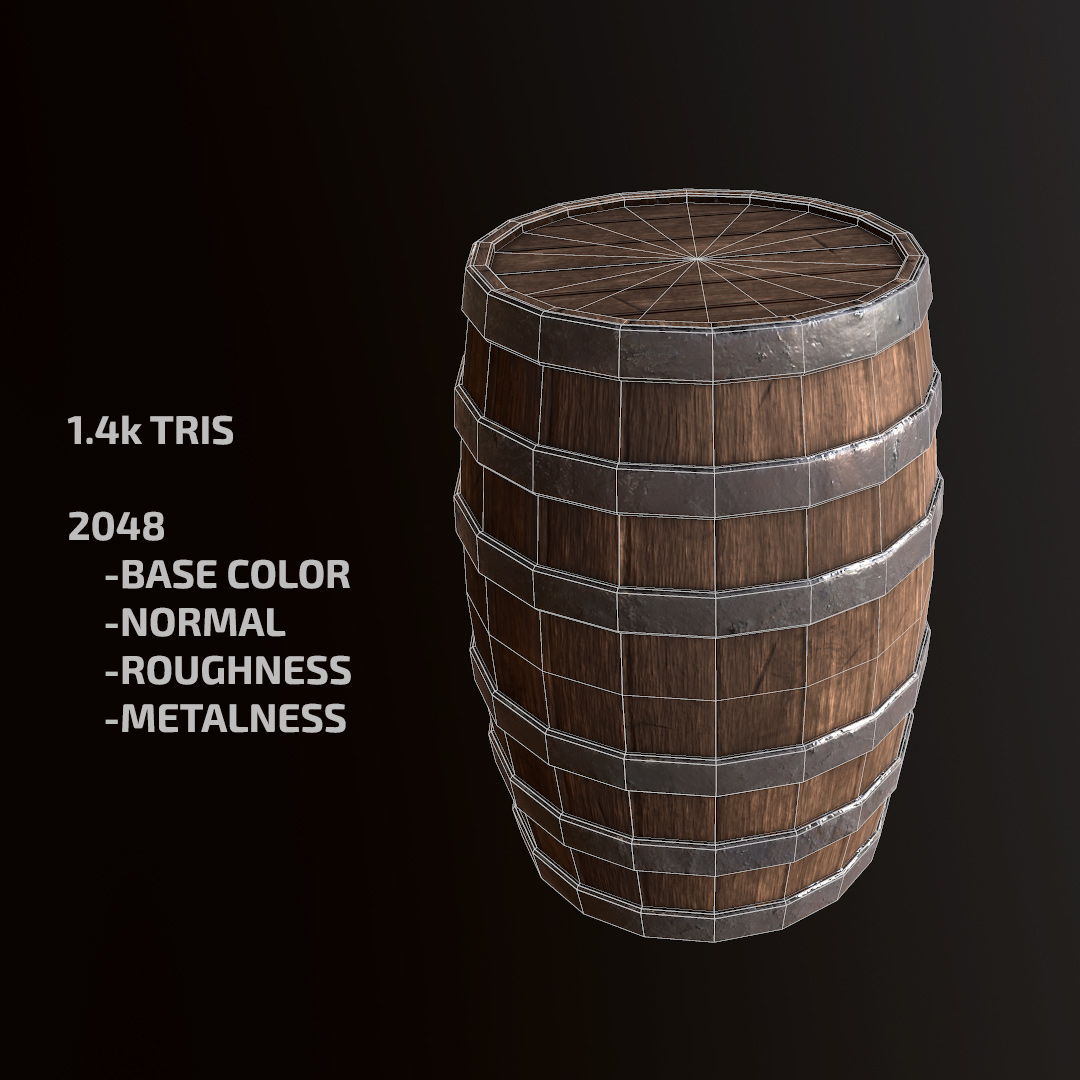 1.4k TRIS
2048
-BASE COLOR
-NORMAL
-ROUGHNESS
-METALNESS